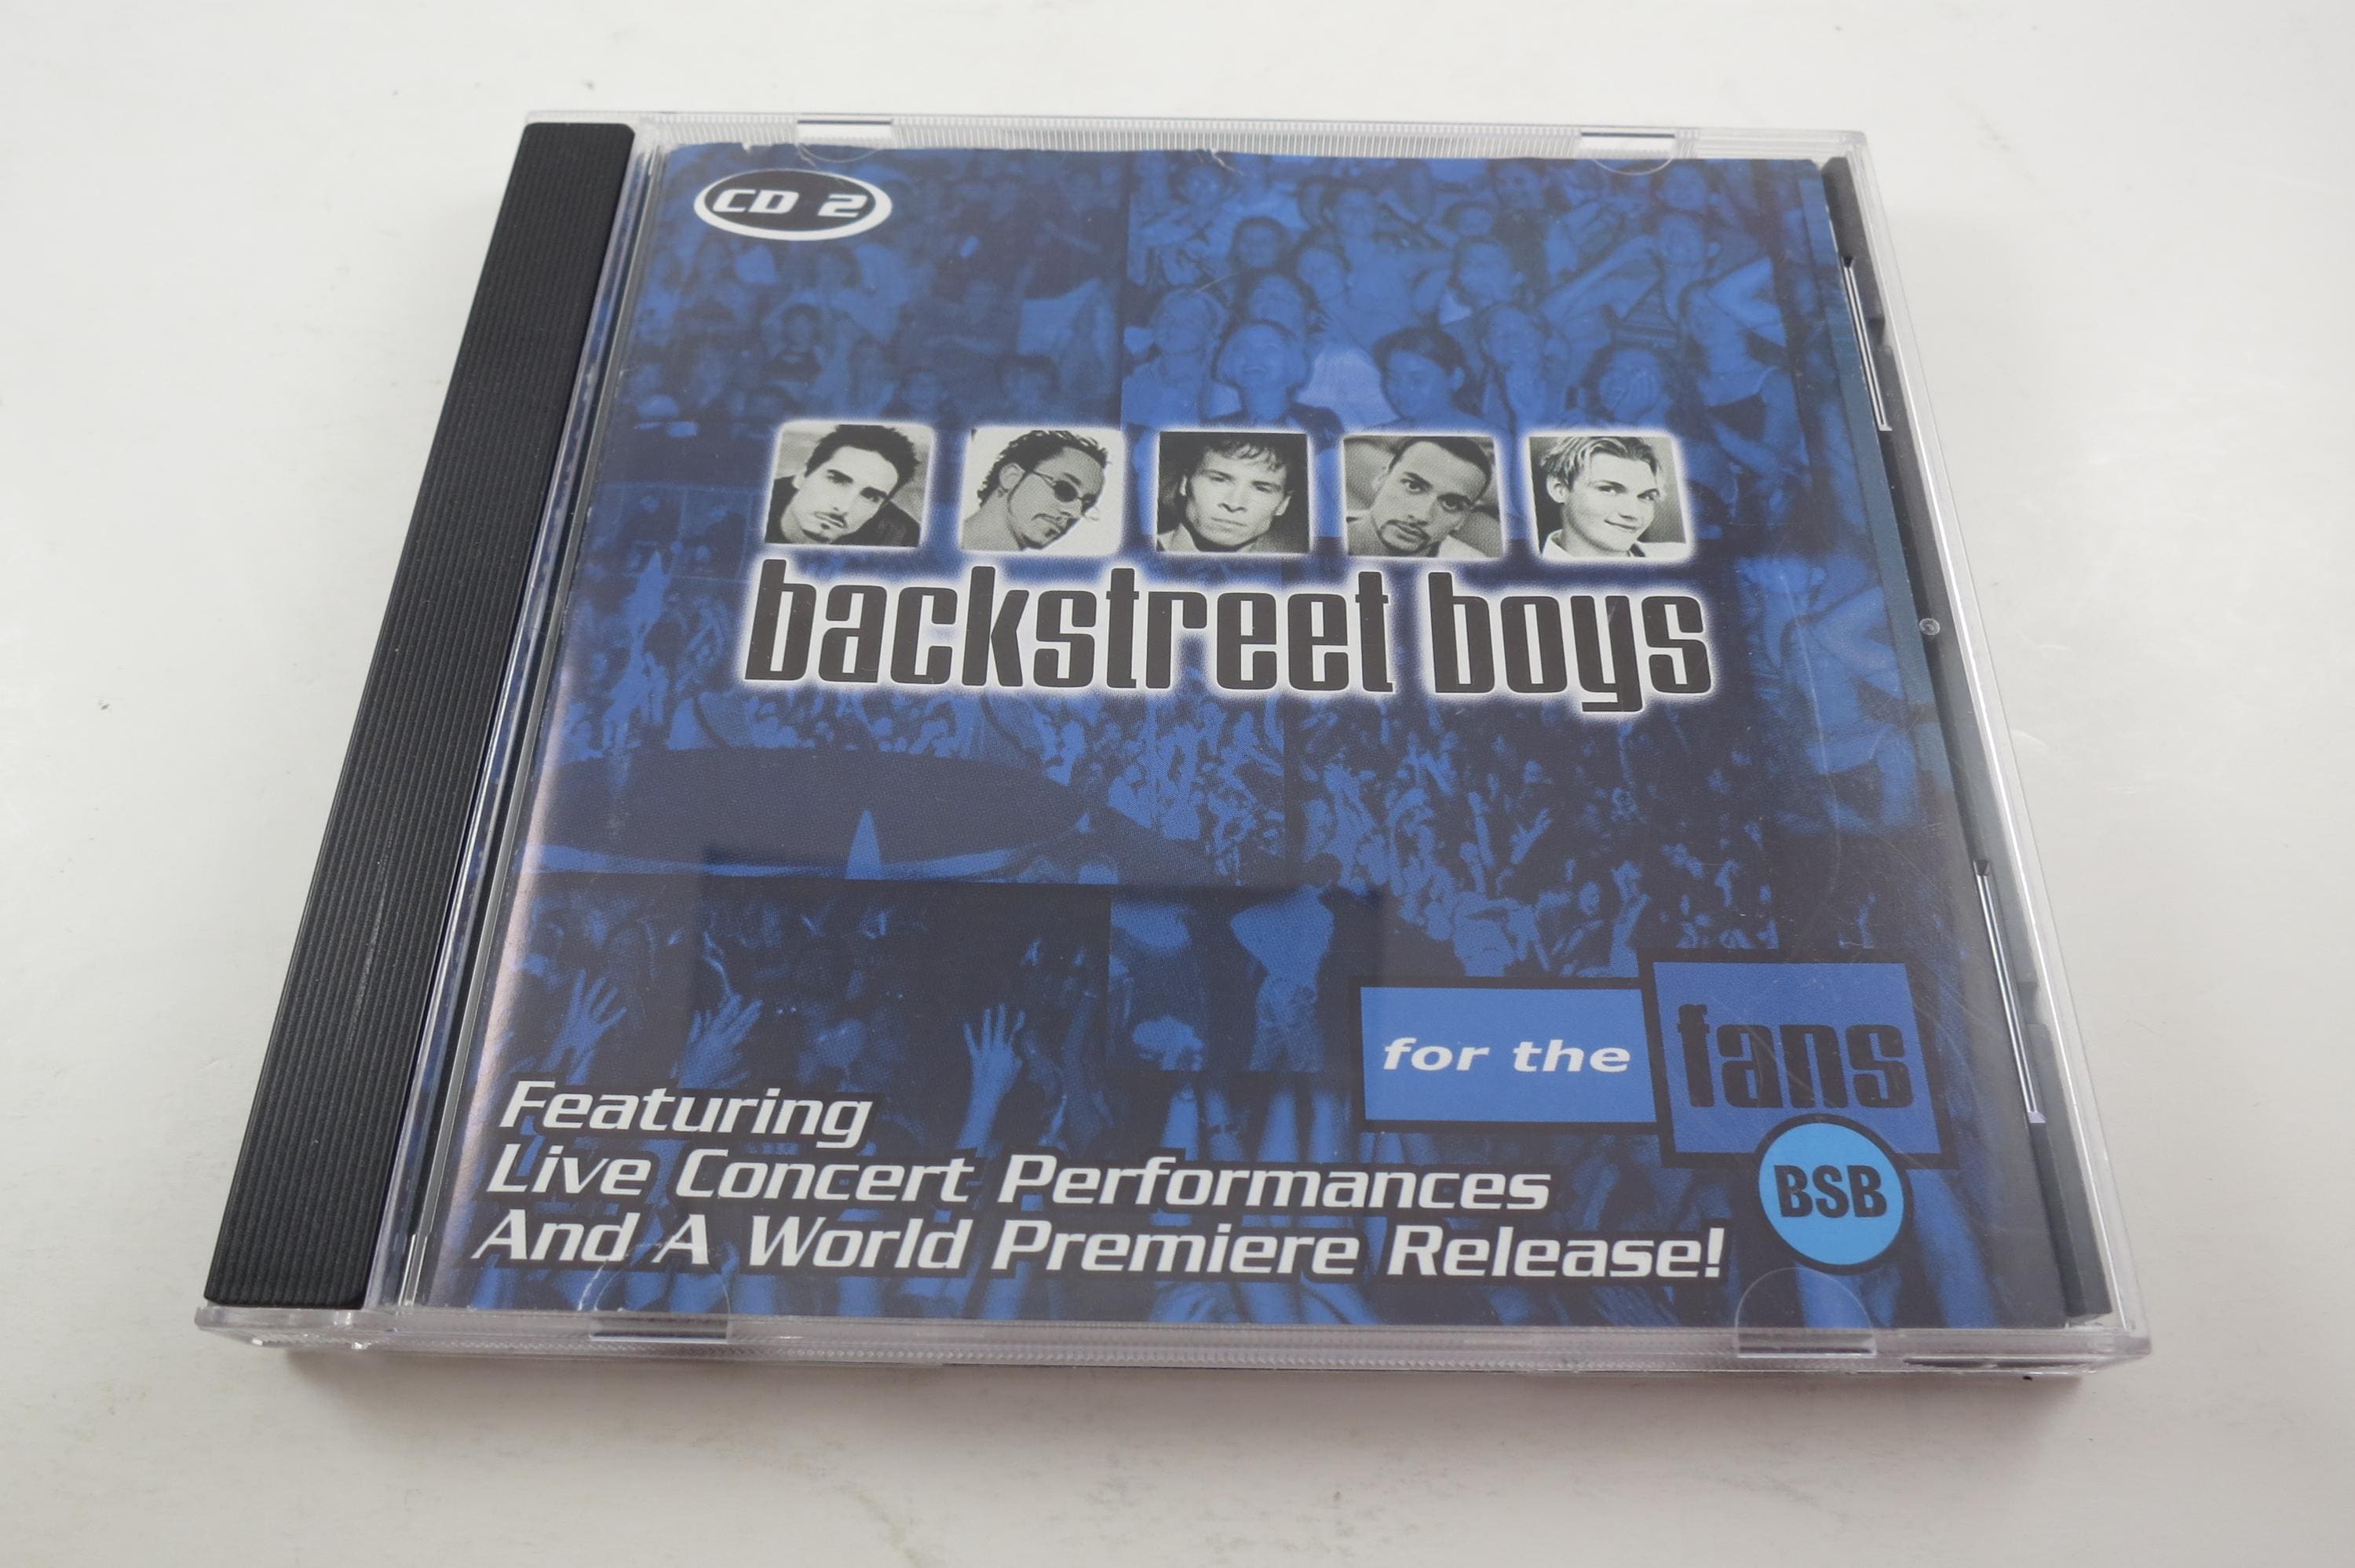 CD 2
backstreet boys
for the
fans
BSB
Featuring
Live Concert Performances
And A World Premiere Release!